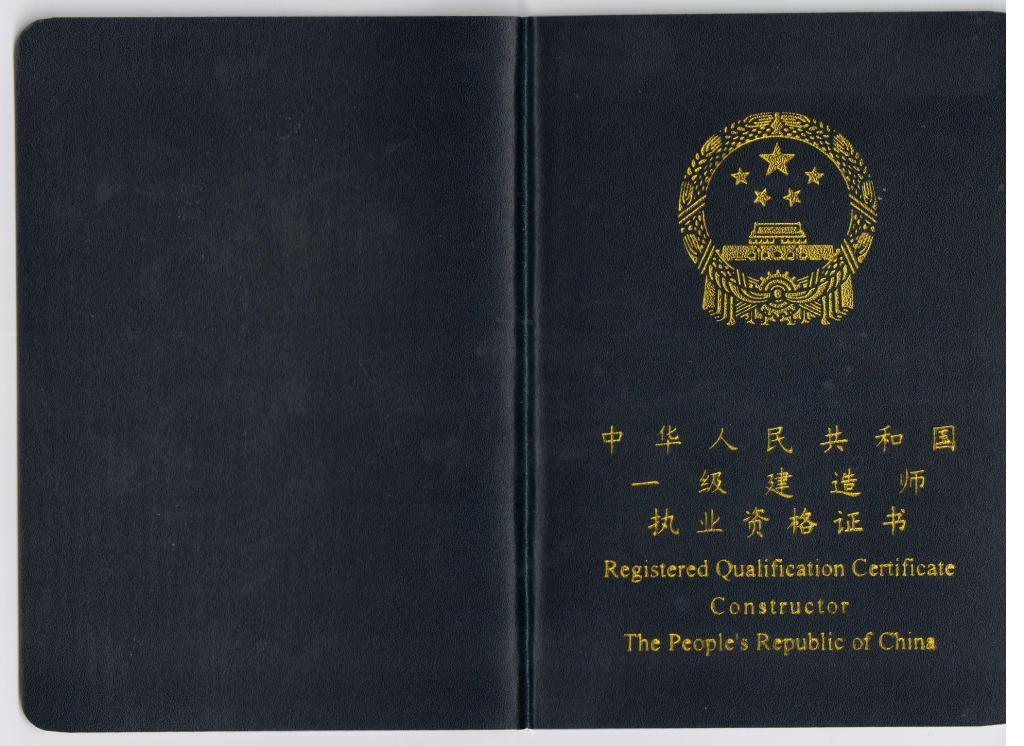 中华人民共和国
一级建造师
执业资格证书
Registered Qualification Certificate
Constructor
The People's Republic of China